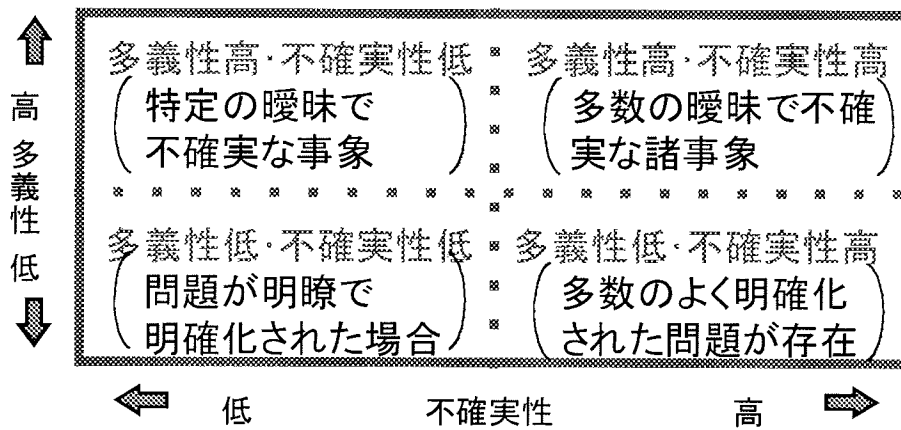 多義性高・不確実性低
特定の曖昧で
不確実な事象
多義性高・不確実性高
多数の曖昧で不確
実な諸事象
高 多義性 低
多義性低・不確実性低
問題が明瞭で
明確化された場合
多義性低・不確実性高
多数のよく明確化
された問題が存在
低 不確実性 高